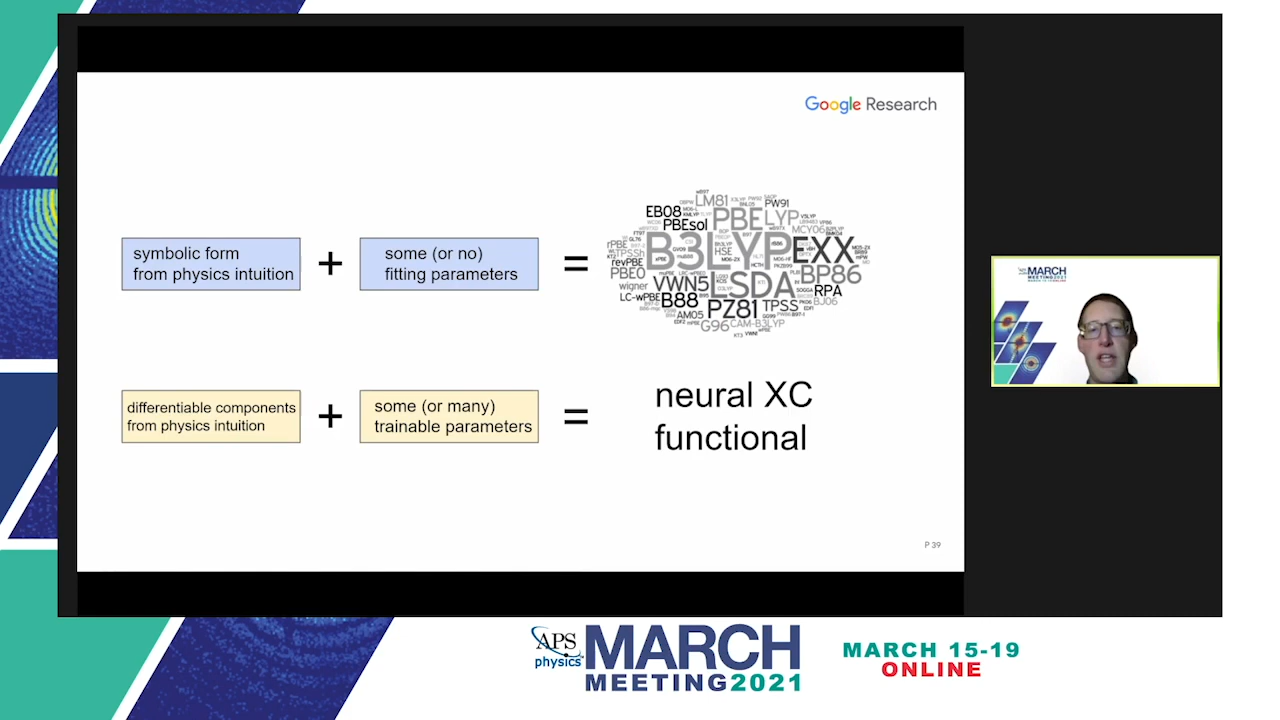 Google Research
symbolic form
from physics intuition
+
some (or no)
fitting parameters
=
LM81
PW91
EB08
PBE
LYP
PBEsol
MCY06
B3LYP
EXX
rPBE
HSE
revPBE
PBE0
BP86
wigner
VWN5
LSDA
RPA
LC-wPBE
B88
PZ81
TPSS
BJ06
AM05
G96
CAM-B3LYP
differentiable components
from physics intuition
+
some (or many)
trainable parameters
=
neural XC
functional
P 39
MARCH
APS
physics
MARCH
MEETING2021
MARCH 15-19
ONLINE